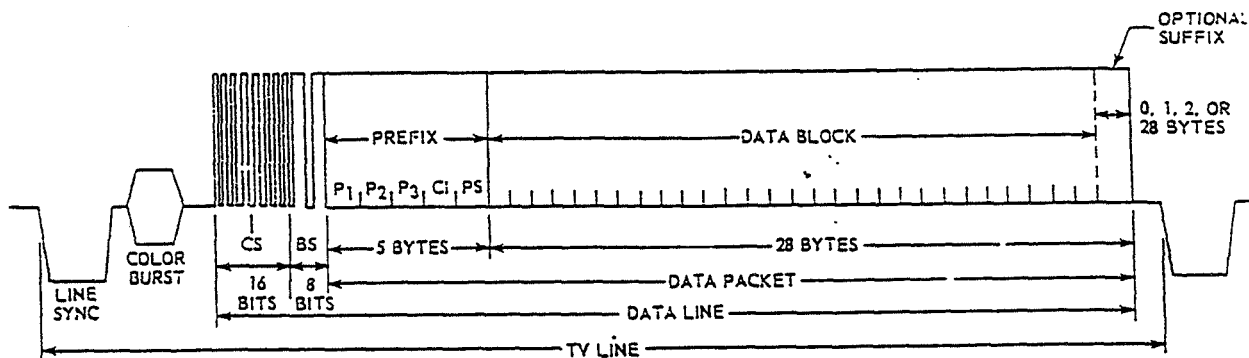 OPTIONAL
SUFFIX
0, 1, 2, OR
28 BYTES
PREFIX
DATA BLOCK
P1 P2 P3 CI PS
CS
BS
5 BYTES
28 BYTES
COLOR
BURST
16
BITS
8
BITS
DATA PACKET
LINE
SYNC
DATA LINE
TV LINE